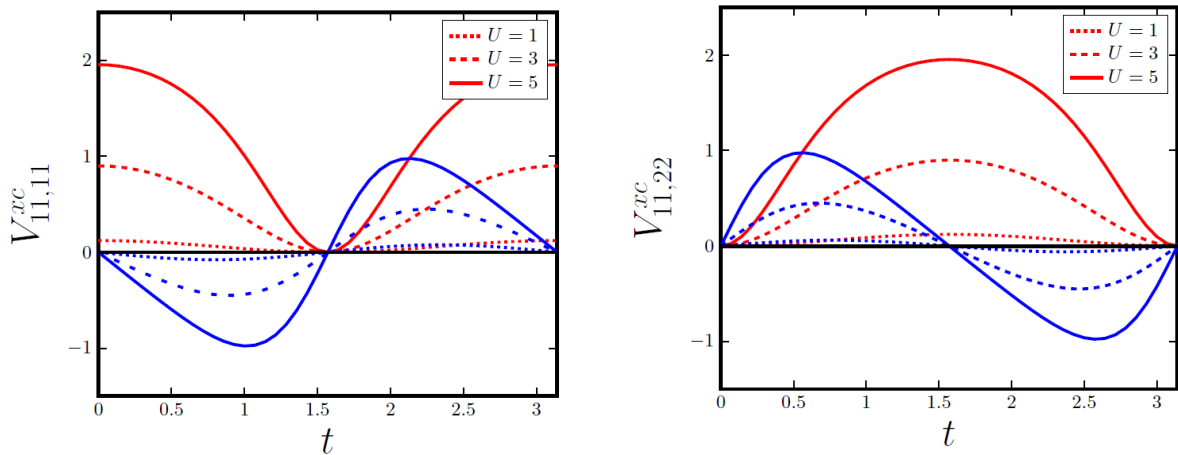 U = 1
U = 3
U = 5
2
1
0
−1
V^{xc}_{11,11}
0 0.5 1 1.5 2 2.5 3
t
U = 1
U = 3
U = 5
2
1
0
−1
V^{xc}_{11,22}
0 0.5 1 1.5 2 2.5 3
t